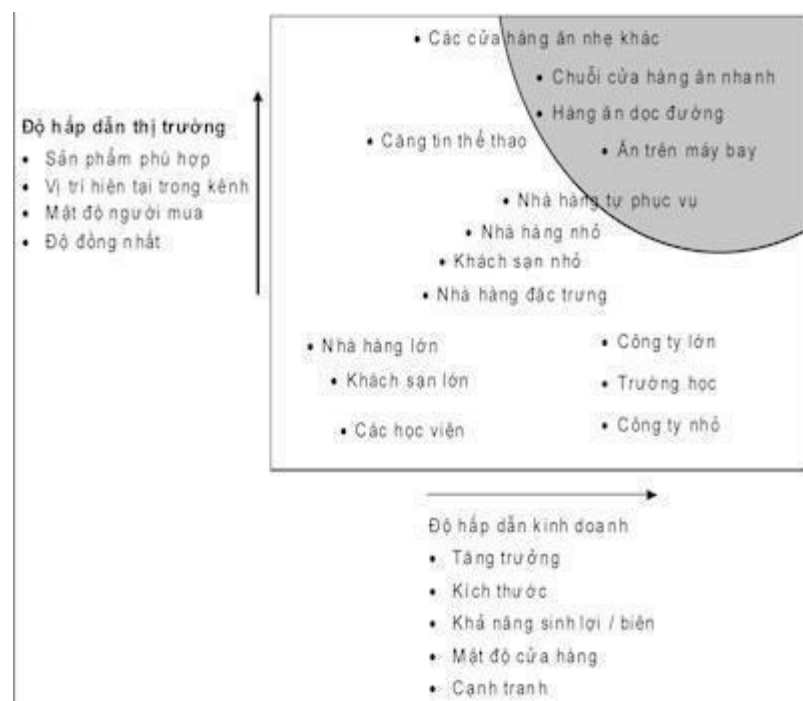 Các cửa hàng ăn nhẹ khác
Chuỗi cửa hàng ăn nhanh
Hàng ăn dọc đường
Ăn trên máy bay
Căng tin thể thao
Nhà hàng tự phục vụ
Nhà hàng nhỏ
Khách sạn nhỏ
Nhà hàng đặc trưng
Nhà hàng lớn
Khách sạn lớn
Các học viện
Công ty lớn
Trường học
Công ty nhỏ
Độ hấp dẫn thị trường
Sản phẩm phù hợp
Vị trí hiện tại trong kênh
Mật độ người mua
Độ đồng nhất
Độ hấp dẫn kinh doanh
Tăng trưởng
Kích thước
Khả năng sinh lợi / biên
Mật độ cửa hàng
Cạnh tranh